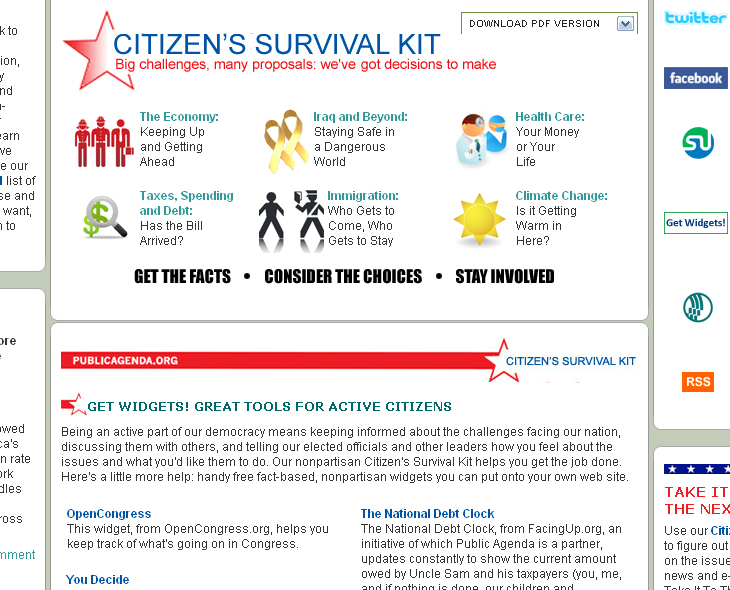 k to
ion,
y
nd
n-
earn
ve
e our
list of
se and
want,
n to
ore
owed
ca's
n rate
ork
dles
ross
mment
DOWNLOAD PDF VERSION
CITIZEN'S SURVIVAL KIT
Big challenges, many proposals: we've got decisions to make
The Economy:
Keeping Up
and Getting
Ahead
Iraq and Beyond:
Staying Safe in
a Dangerous
World
Health Care:
Your Money
or Your
Life
Taxes, Spending
and Debt:
Has the Bill
Arrived?
Immigration:
Who Gets to
Come, Who
Gets to Stay
Climate Change:
Is it Getting
Warm in
Here?
GET THE FACTS • CONSIDER THE CHOICES • STAY INVOLVED
PUBLICAGENDA.ORG
CITIZEN'S SURVIVAL KIT
GET WIDGETS! GREAT TOOLS FOR ACTIVE CITIZENS
Being an active part of our democracy means keeping informed about the challenges facing our nation,
discussing them with others, and telling our elected officials and other leaders how you feel about the
issues and what you'd like them to do. Our nonpartisan Citizen's Survival Kit helps you get the job done.
Here's a little more help: handy free fact-based, nonpartisan widgets you can put onto your own web site.
OpenCongress
This widget, from OpenCongress.org, helps you
keep track of what's going on in Congress.
You Decide
The National Debt Clock
The National Debt Clock, from FacingUp.org, an
initiative of which Public Agenda is a partner,
updates constantly to show the current amount
owed by Uncle Sam and his taxpayers (you, me,
and if nothing is done, our children and
twitter
facebook
SU
Get Widgets!
RSS
TAKE IT
THE NEX
Use our Citi
to figure out
on the issue
news and e-
Take It To Th